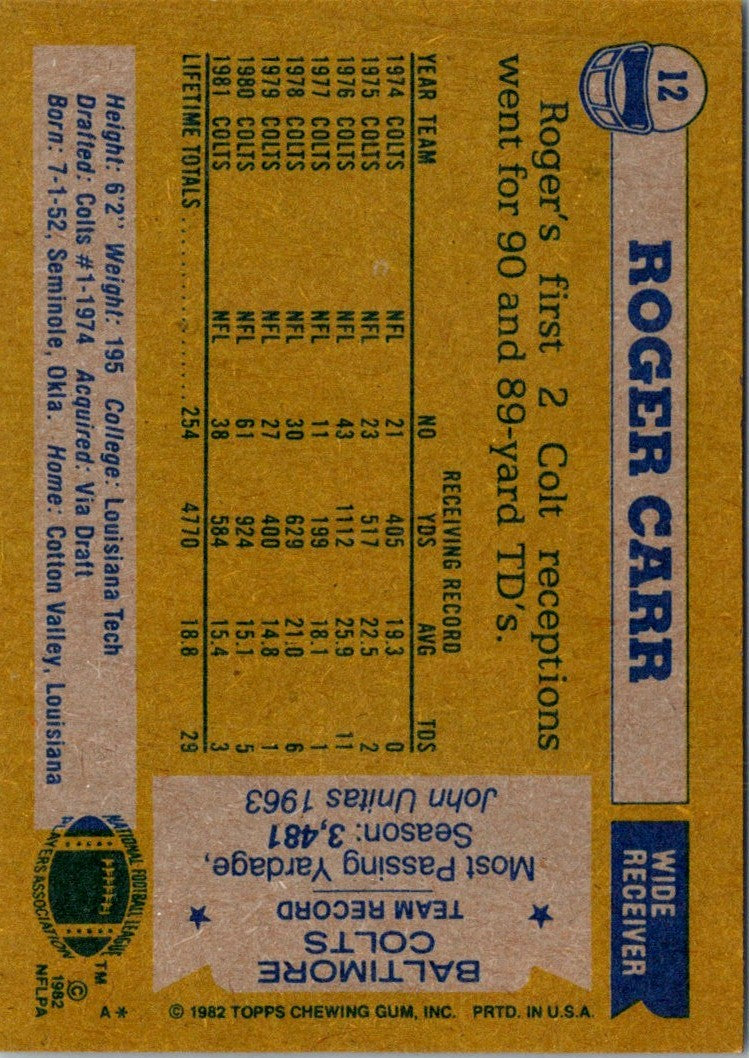 12
ROGER CARR
WIDE
RECEIVER
Roger's first 2 Colt receptions
went for 90 and 89-yard TD's.
RECEIVING RECORD
YEAR TEAM NO YDS AVG TDS
1974 COLTS NFL 21 405 19.3 0
1975 COLTS NFL 23 517 22.5 2
1976 COLTS NFL 43 1112 25.9 11
1977 COLTS NFL 11 199 18.1 1
1978 COLTS NFL 30 629 21.0 6
1979 COLTS NFL 27 400 14.8 1
1980 COLTS NFL 61 924 15.1 5
1981 COLTS NFL 38 584 15.4 3
LIFETIME TOTALS .......... 254 4770 18.8 29
Height: 6'2" Weight: 195 College: Louisiana Tech
Drafted: Colts #1-1974 Acquired: Via Draft
Born: 7-1-52, Seminole, Okla. Home: Cotton Valley, Louisiana
BALTIMORE
COLTS
TEAM RECORD
Most Passing Yardage,
Season: 3,481
John Unitas 1963
NATIONAL FOOTBALL LEAGUE
PLAYERS ASSOCIATION
TM
© 1982
NFLPA
A*
© 1982 TOPPS CHEWING GUM, INC. PRTD. IN U.S.A.